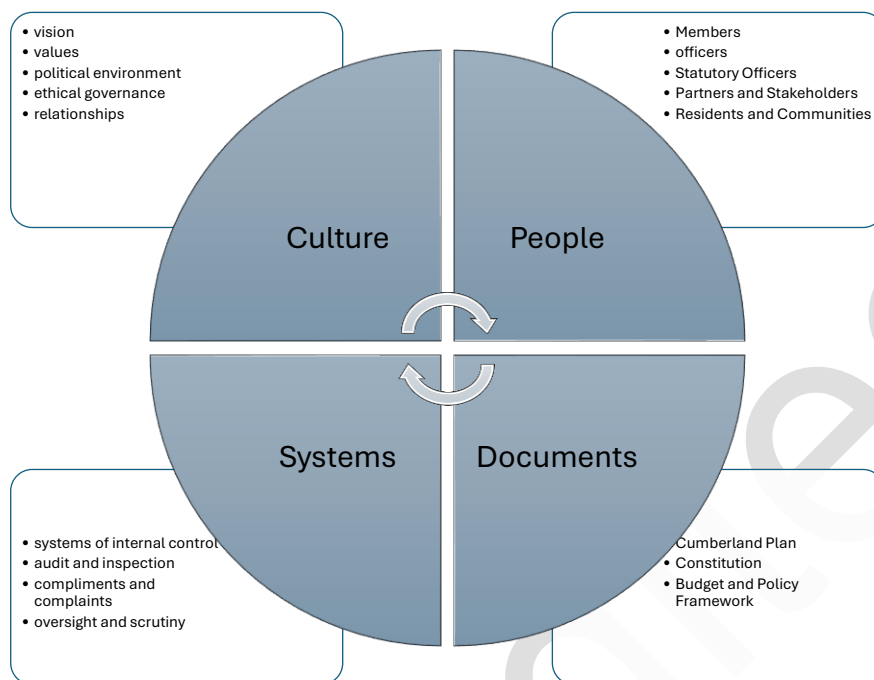 • vision
• values
• political environment
• ethical governance
• relationships
• Members
• officers
• Statutory Officers
• Partners and Stakeholders
• Residents and Communities
Culture
People
Systems
Documents
• systems of internal control
• audit and inspection
• compliments and
complaints
• oversight and scrutiny
Cumberland Plan
• Constitution
• Budget and Policy
Framework